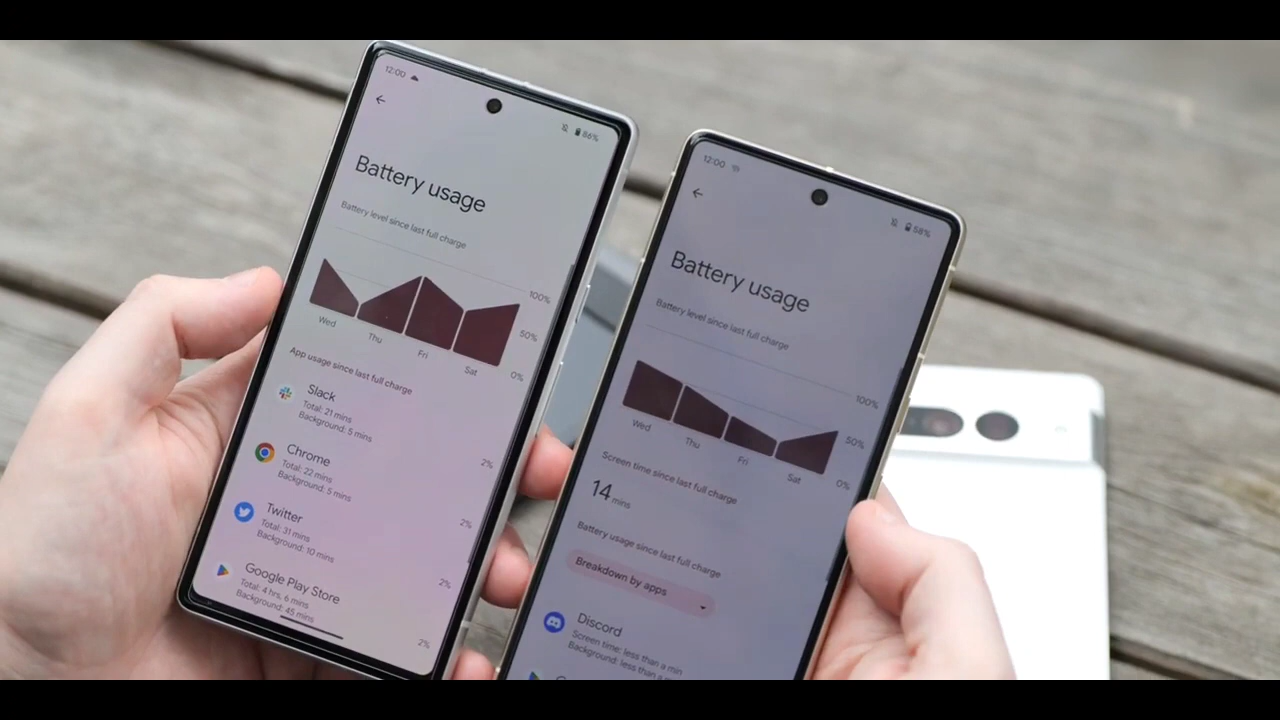 12:00
86%
Battery usage
Battery level since last full charge
100%
50%
0%
Wed
Thu
Fri
Sat
App usage since last full charge
Slack
Total: 21 mins
Background: 5 mins
2%
Chrome
Total: 22 mins
Background: 5 mins
2%
Twitter
Total: 31 mins
Background: 10 mins
2%
Google Play Store
Total: 4 hrs, 6 mins
Background: 45 mins
2%
12:00
58%
Battery usage
Battery level since last full charge
100%
50%
0%
Wed
Thu
Fri
Sat
Screen time since last full charge
14 mins
Battery usage since last full charge
Breakdown by apps
Discord
Screen time: less than a min
Background: less than a